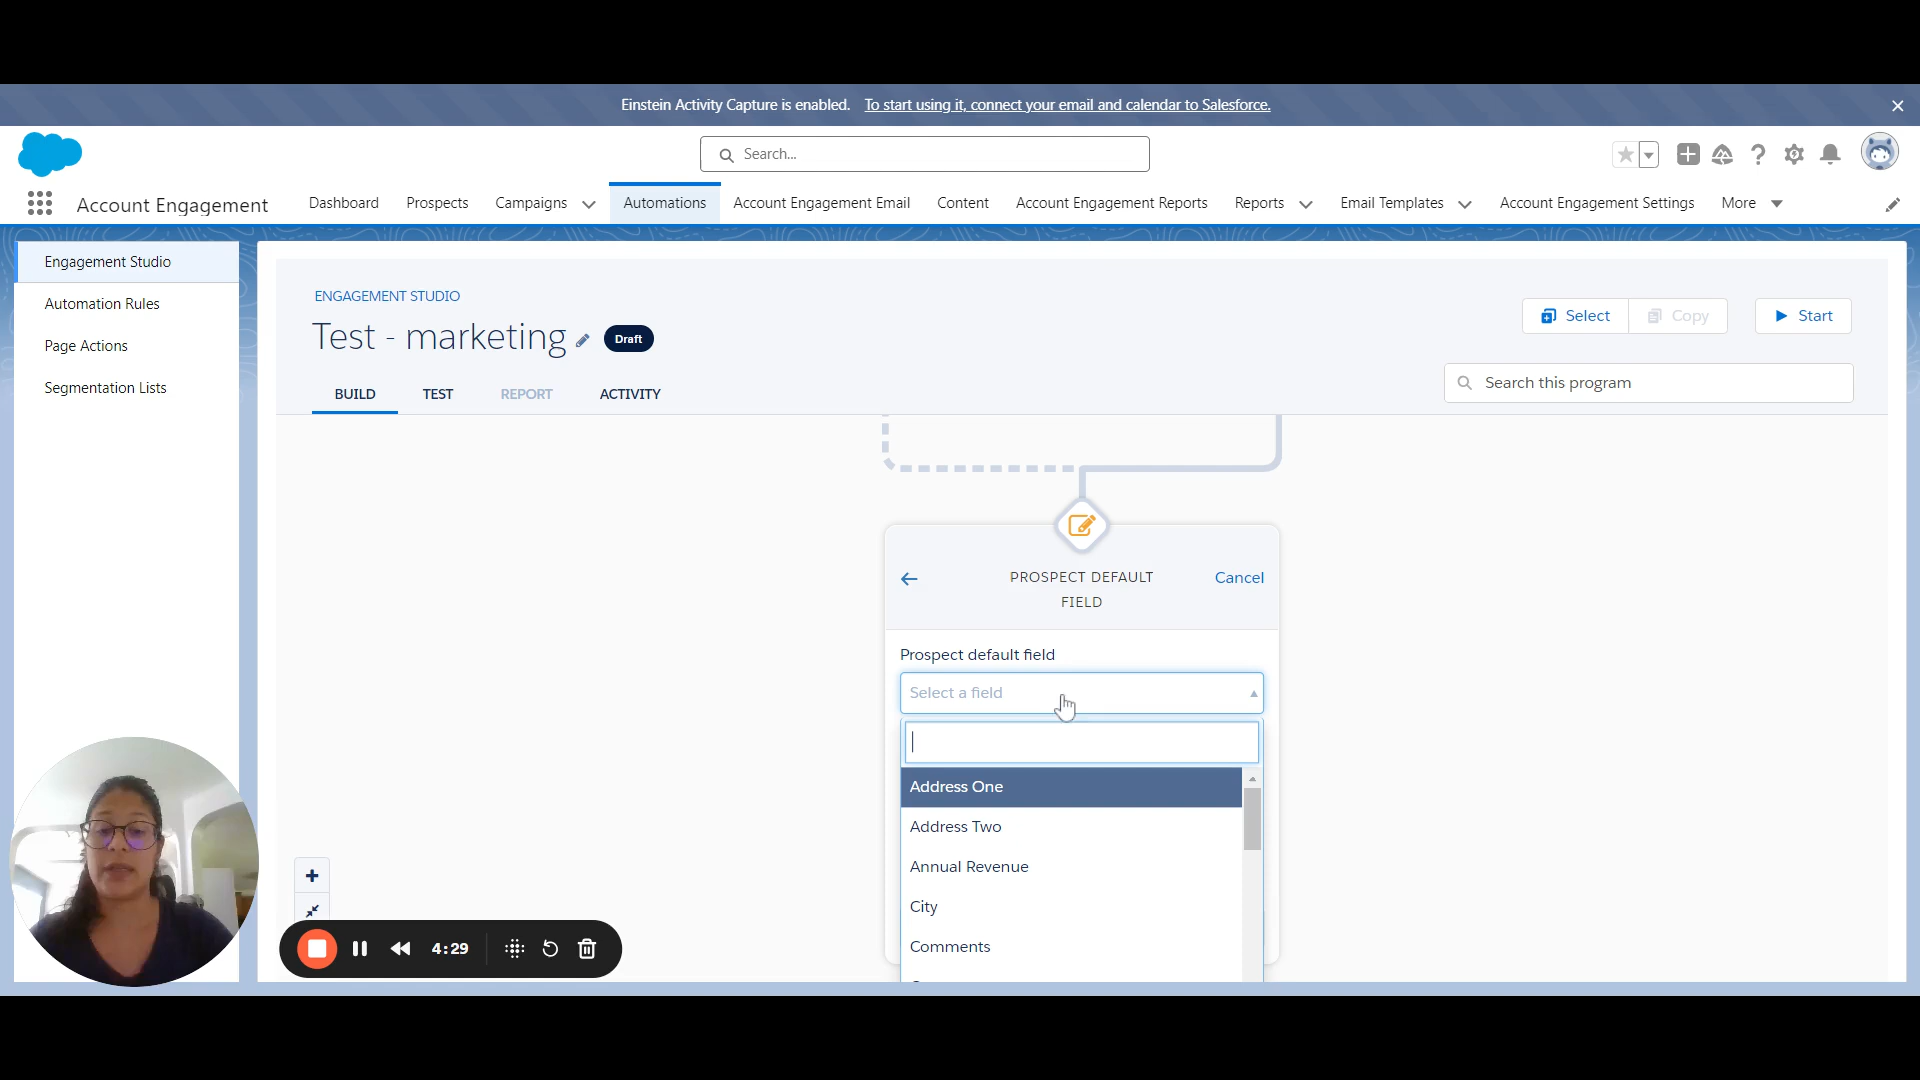 Einstein Activity Capture is enabled. To start using it, connect your email and calendar to Salesforce.
Search...
Account Engagement Dashboard Prospects Campaigns Automations Account Engagement Email Content Account Engagement Reports Reports Email Templates Account Engagement Settings More
Engagement Studio
Automation Rules
Page Actions
Segmentation Lists
ENGAGEMENT STUDIO
Test - marketing Draft
Select Copy Start
BUILD TEST REPORT ACTIVITY
Search this program
PROSPECT DEFAULT
FIELD
Cancel
Prospect default field
Select a field
Address One
Address Two
Annual Revenue
City
Comments
4:29